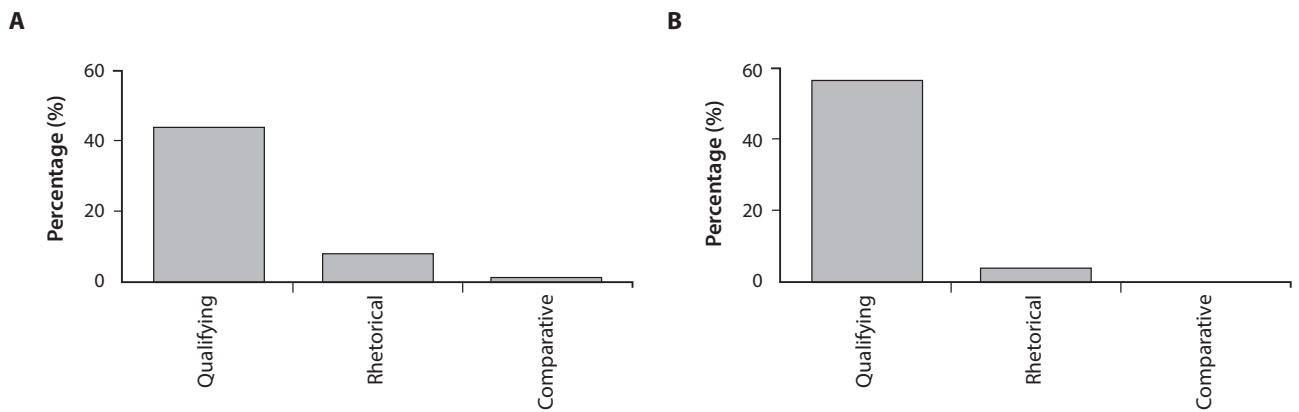 A
Percentage (%)
60
40
20
0
Qualifying
Rhetorical
Comparative
B
Percentage (%)
60
40
20
0
Qualifying
Rhetorical
Comparative